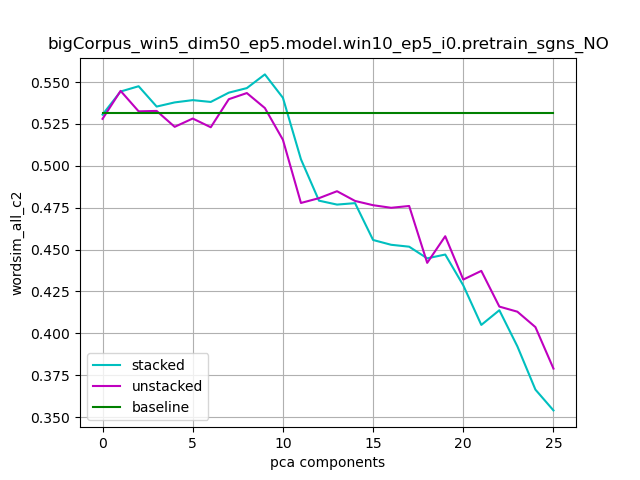 bigCorpus_win5_dim50_ep5.model.win10_ep5_i0.pretrain_sgns_NO
0.550
0.525
0.500
0.475
0.450
0.425
0.400
0.375
0.350
wordsim_all_c2
stacked
unstacked
baseline
0 5 10 15 20 25
pca components